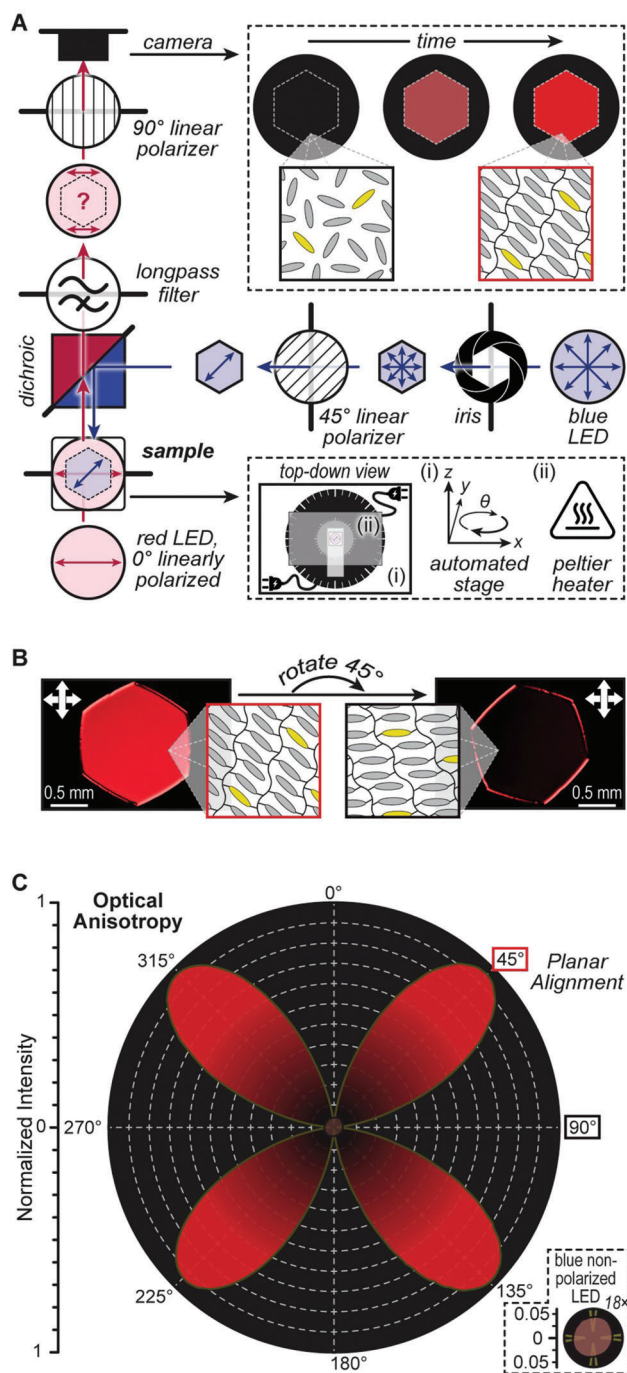 A
camera
time
90° linear
polarizer
?
longpass
filter
dichroic
45° linear
polarizer
iris
blue
LED
sample
red LED,
0° linearly
polarized
top-down view
(ii)
(i)
(i)
z
y
θ
x
automated
stage
(ii)
peltier
heater
B
rotate 45°
0.5 mm
0.5 mm
C
Optical
Anisotropy
Normalized Intensity
1
0
1
0°
45°
Planar
Alignment
90°
135°
180°
225°
270°
315°
blue non-
polarized
LED
18×
0.05
0
0.05